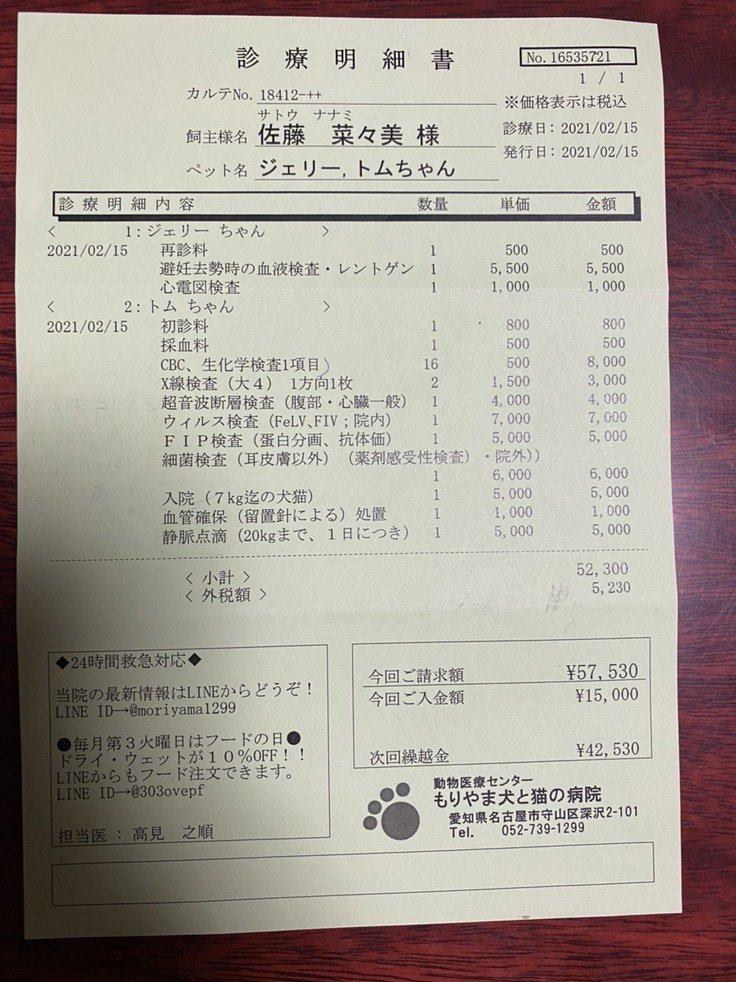 診療明細書
No.16535721
1 / 1
カルテNo. 18412-++
※価格表示は税込
サトウ ナナミ
飼主様名 佐藤 菜々美 様
診療日: 2021/02/15
発行日: 2021/02/15
ペット名 ジェリー, トムちゃん
診療明細内容 数量 単価 金額
< 1:ジェリー ちゃん >
2021/02/15 再診料 1 500 500
避妊去勢時の血液検査・レントゲン 1 5,500 5,500
心電図検査 1 1,000 1,000
< 2:トム ちゃん >
2021/02/15 初診料 1 800 800
採血料 1 500 500
CBC、生化学検査1項目) 16 500 8,000
X線検査(大4) 1方向1枚 2 1,500 3,000
超音波断層検査(腹部・心臓一般) 1 4,000 4,000
ウィルス検査(FeLV、FIV;院内) 1 7,000 7,000
FIP検査(蛋白分画、抗体価) 1 5,000 5,000
細菌検査(耳皮膚以外)(薬剤感受性検査)・院外))
1 6,000 6,000
入院(7kg迄の犬猫) 1 5,000 5,000
血管確保(留置針による)処置 1 1,000 1,000
静脈点滴(20kgまで、1日につき) 1 5,000 5,000
< 小計 > 52,300
< 外税額 > 5,230
◆24時間救急対応◆
当院の最新情報はLINEからどうぞ!
LINE ID→@moriyama1299
●毎月第3火曜日はフードの日●
ドライ・ウェットが10%OFF!!
LINEからもフード注文できます。
LINE ID→@303ovepf
担当医 : 高見 之順
今回ご請求額 ¥57,530
今回ご入金額 ¥15,000
次回繰越金 ¥42,530
動物医療センター
もりやま犬と猫の病院
愛知県名古屋市守山区深沢2-101
Tel. 052-739-1299